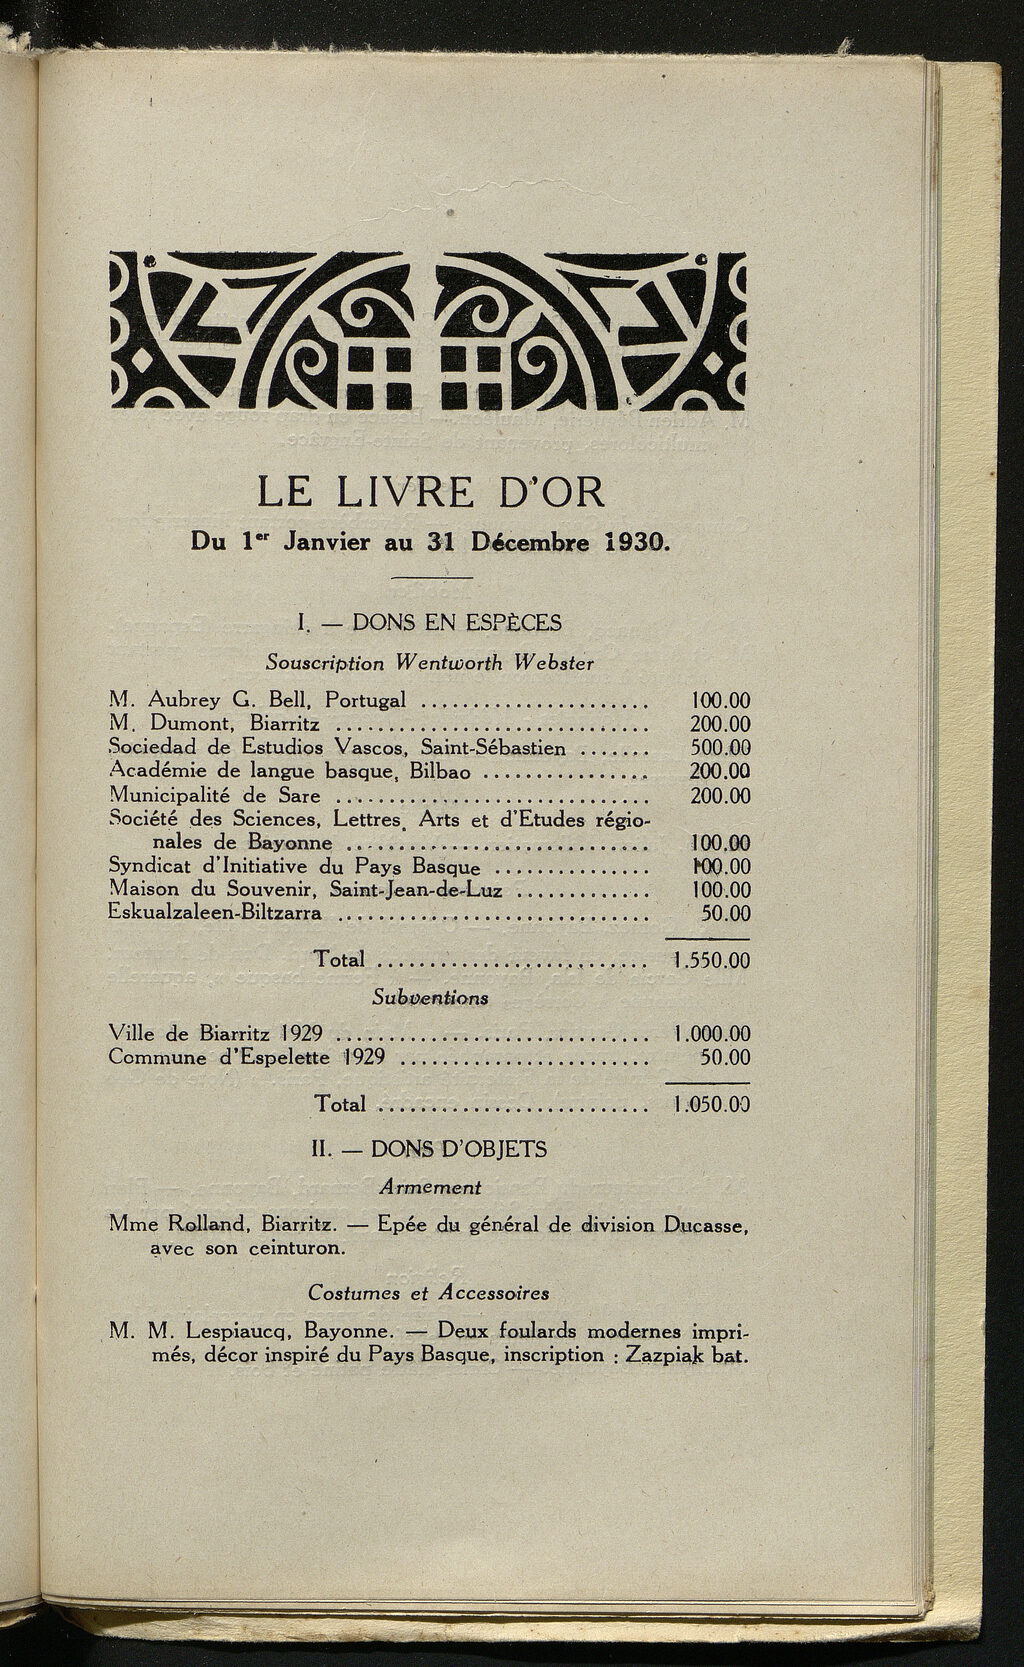 LE LIVRE D'OR
Du 1er Janvier au 31 Décembre 1930.
I. — DONS EN ESPÈCES
Souscription Wentworth Webster
M. Aubrey G. Bell, Portugal ...................... 100.00
M. Dumont, Biarritz .............................. 200.00
Sociedad de Estudios Vascos, Saint-Sébastien ....... 500.00
Académie de langue basque, Bilbao ................ 200.00
Municipalité de Sare .............................. 200.00
Société des Sciences, Lettres, Arts et d'Etudes régio-
nales de Bayonne ............................. 100.00
Syndicat d'Initiative du Pays Basque ............... 100.00
Maison du Souvenir, Saint-Jean-de-Luz ............. 100.00
Eskualzaleen-Biltzarra .............................. 50.00
Total .......................... 1.550.00
Subventions
Ville de Biarritz 1929 .............................. 1.000.00
Commune d'Espelette 1929 ........................ 50.00
Total .......................... 1.050.00
II. — DONS D'OBJETS
Armement
Mme Rolland, Biarritz. — Epée du général de division Ducasse,
avec son ceinturon.
Costumes et Accessoires
M. M. Lespiaucq, Bayonne. — Deux foulards modernes impri-
més, décor inspiré du Pays Basque, inscription : Zazpiak bat.